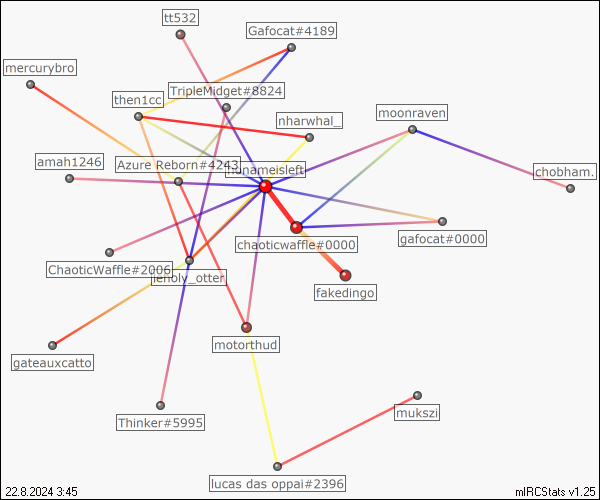 tt532
Gafocat#4189
mercurybro
TripleMidget#8824
then1cc
moonraven
nharwhal_
amah1246
Azure Reborn#4243
chobham.
gafocat#0000
chaoticwaffle#0000
ChaoticWaffle#2006
fakedingo
motorthud
gateauxcatto
mukszi
Thinker#5995
lucas das oppai#2396
22.8.2024 3:45
mIRCStats v1.25